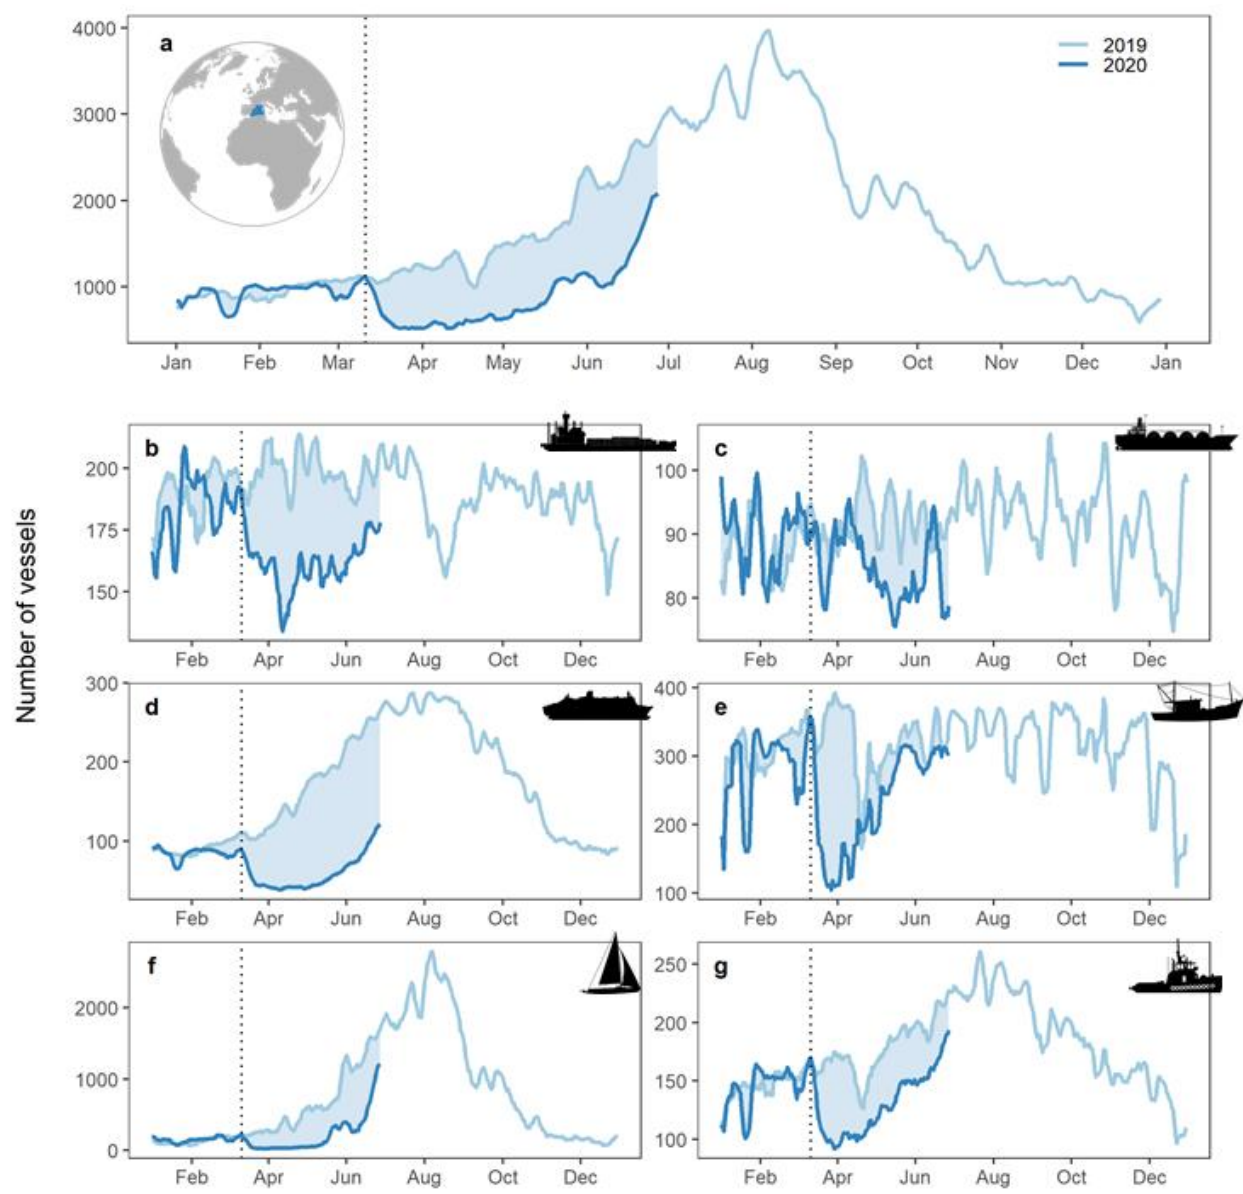 a
2019
2020
4000
3000
2000
1000
Jan Feb Mar Apr May Jun Jul Aug Sep Oct Nov Dec Jan
Number of vessels
b
200
175
150
Feb Apr Jun Aug Oct Dec
c
100
90
80
Feb Apr Jun Aug Oct Dec
d
300
200
100
Feb Apr Jun Aug Oct Dec
e
400
300
200
100
Feb Apr Jun Aug Oct Dec
f
2000
1000
0
Feb Apr Jun Aug Oct Dec
g
250
200
150
100
Feb Apr Jun Aug Oct Dec